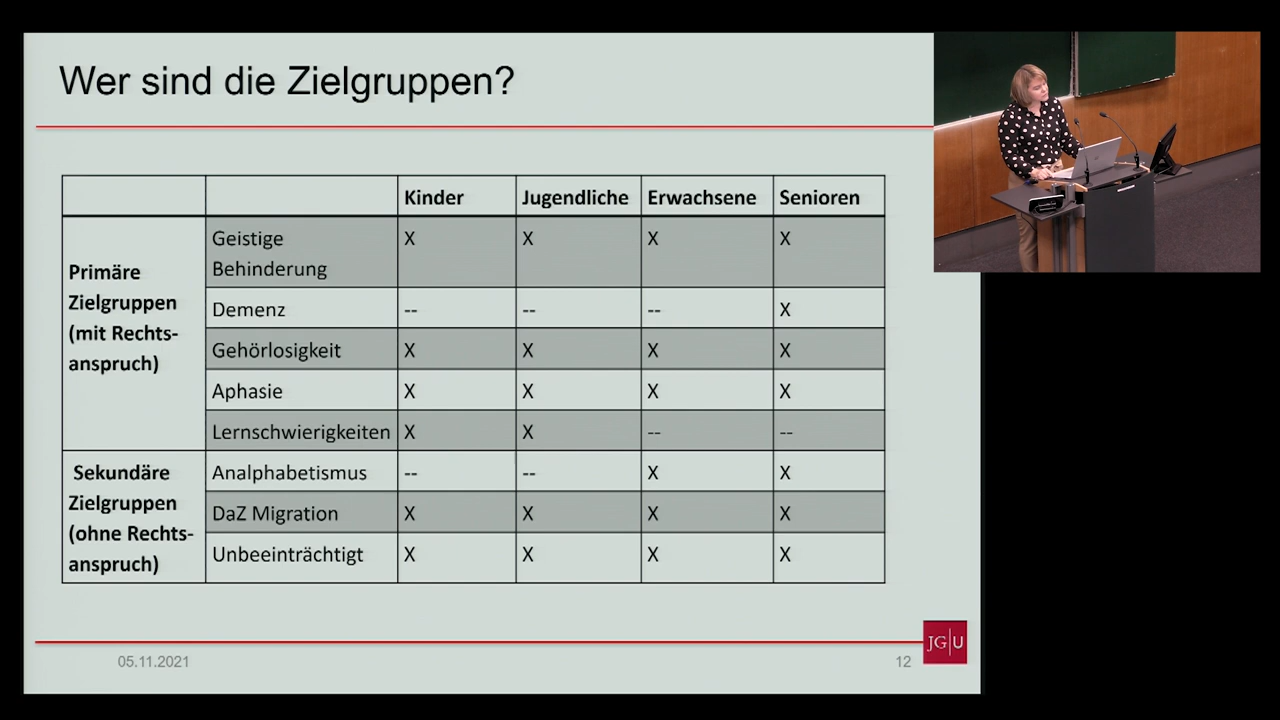 Wer sind die Zielgruppen?
Kinder Jugendliche Erwachsene Senioren
Primäre
Zielgruppen
(mit Rechts-
anspruch)
Geistige
Behinderung X X X X
Demenz -- -- -- X
Gehörlosigkeit X X X X
Aphasie X X X X
Lernschwierigkeiten X X -- --
Sekundäre
Zielgruppen
(ohne Rechts-
anspruch)
Analphabetismus -- -- X X
DaZ Migration X X X X
Unbeeinträchtigt X X X X
05.11.2021
12
JG|U